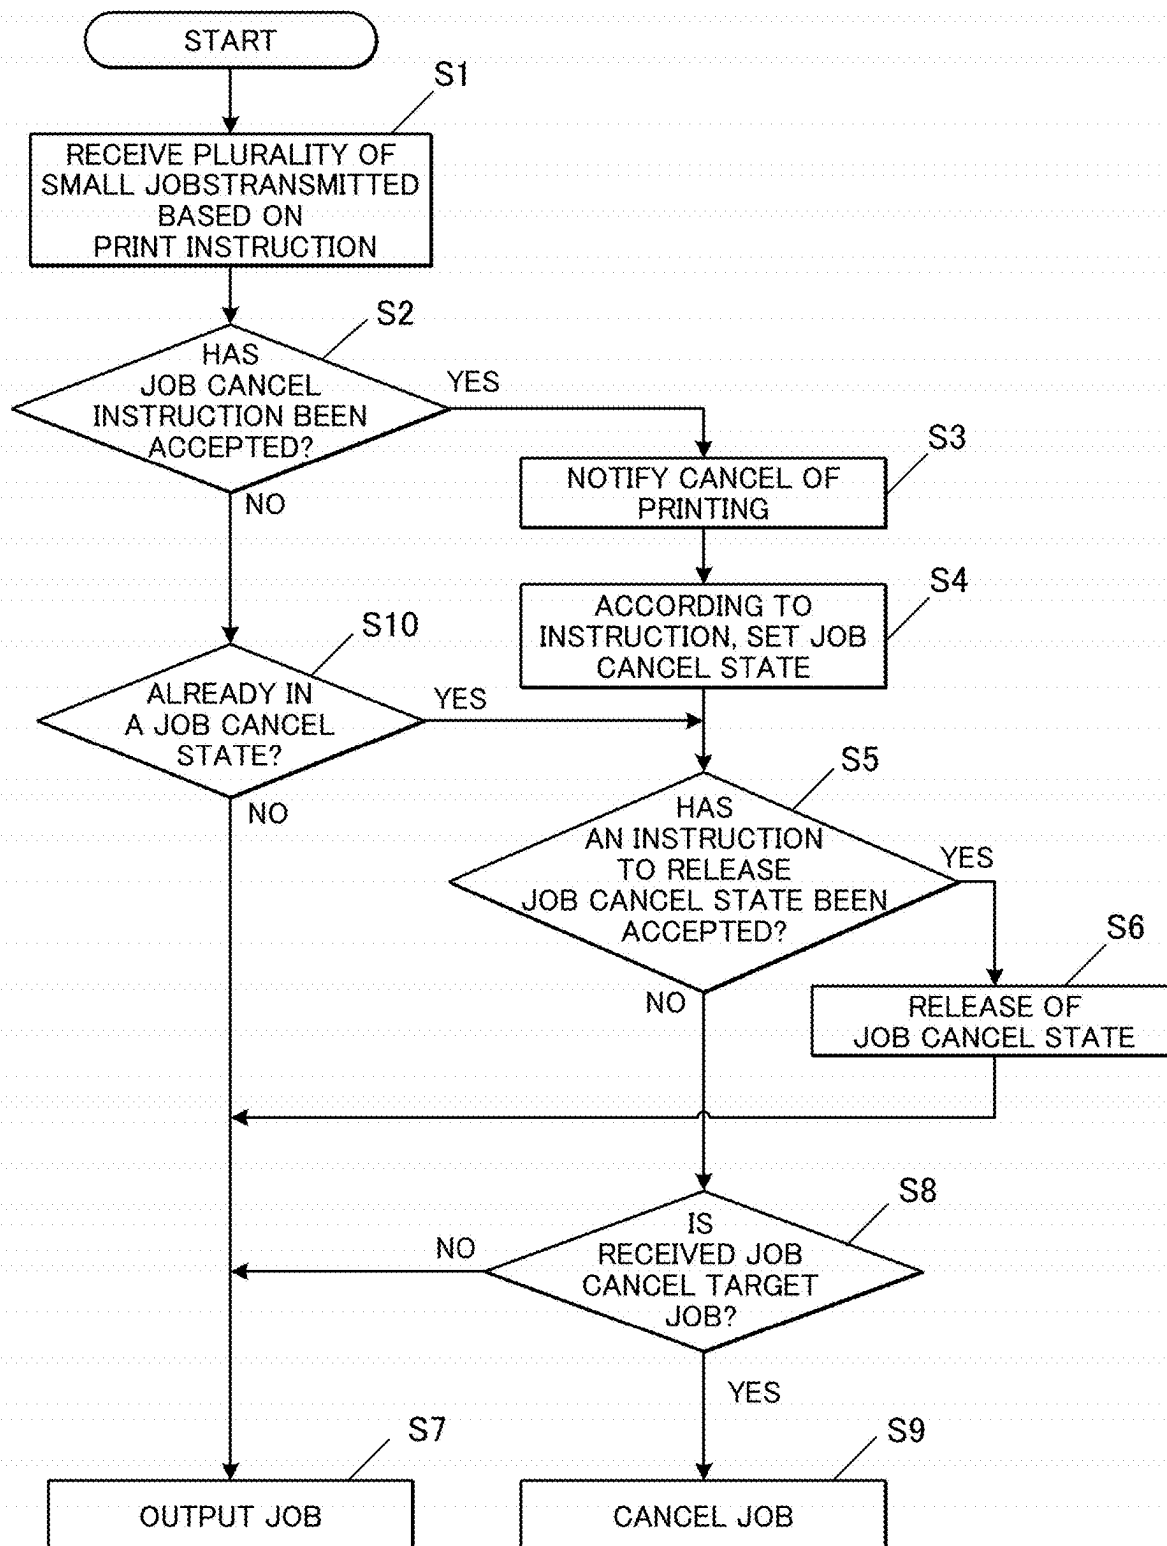 START
S1
RECEIVE PLURALITY OF
SMALL JOBSTRANSMITTED
BASED ON
PRINT INSTRUCTION
S2
HAS
JOB CANCEL
INSTRUCTION BEEN
ACCEPTED?
YES
NO
S3
NOTIFY CANCEL OF
PRINTING
S4
ACCORDING TO
INSTRUCTION, SET JOB
CANCEL STATE
S10
ALREADY IN
A JOB CANCEL
STATE?
YES
NO
S5
HAS
AN INSTRUCTION
TO RELEASE
JOB CANCEL STATE BEEN
ACCEPTED?
YES
NO
S6
RELEASE OF
JOB CANCEL STATE
S8
IS
RECEIVED JOB
CANCEL TARGET
JOB?
NO
YES
S7
OUTPUT JOB
S9
CANCEL JOB